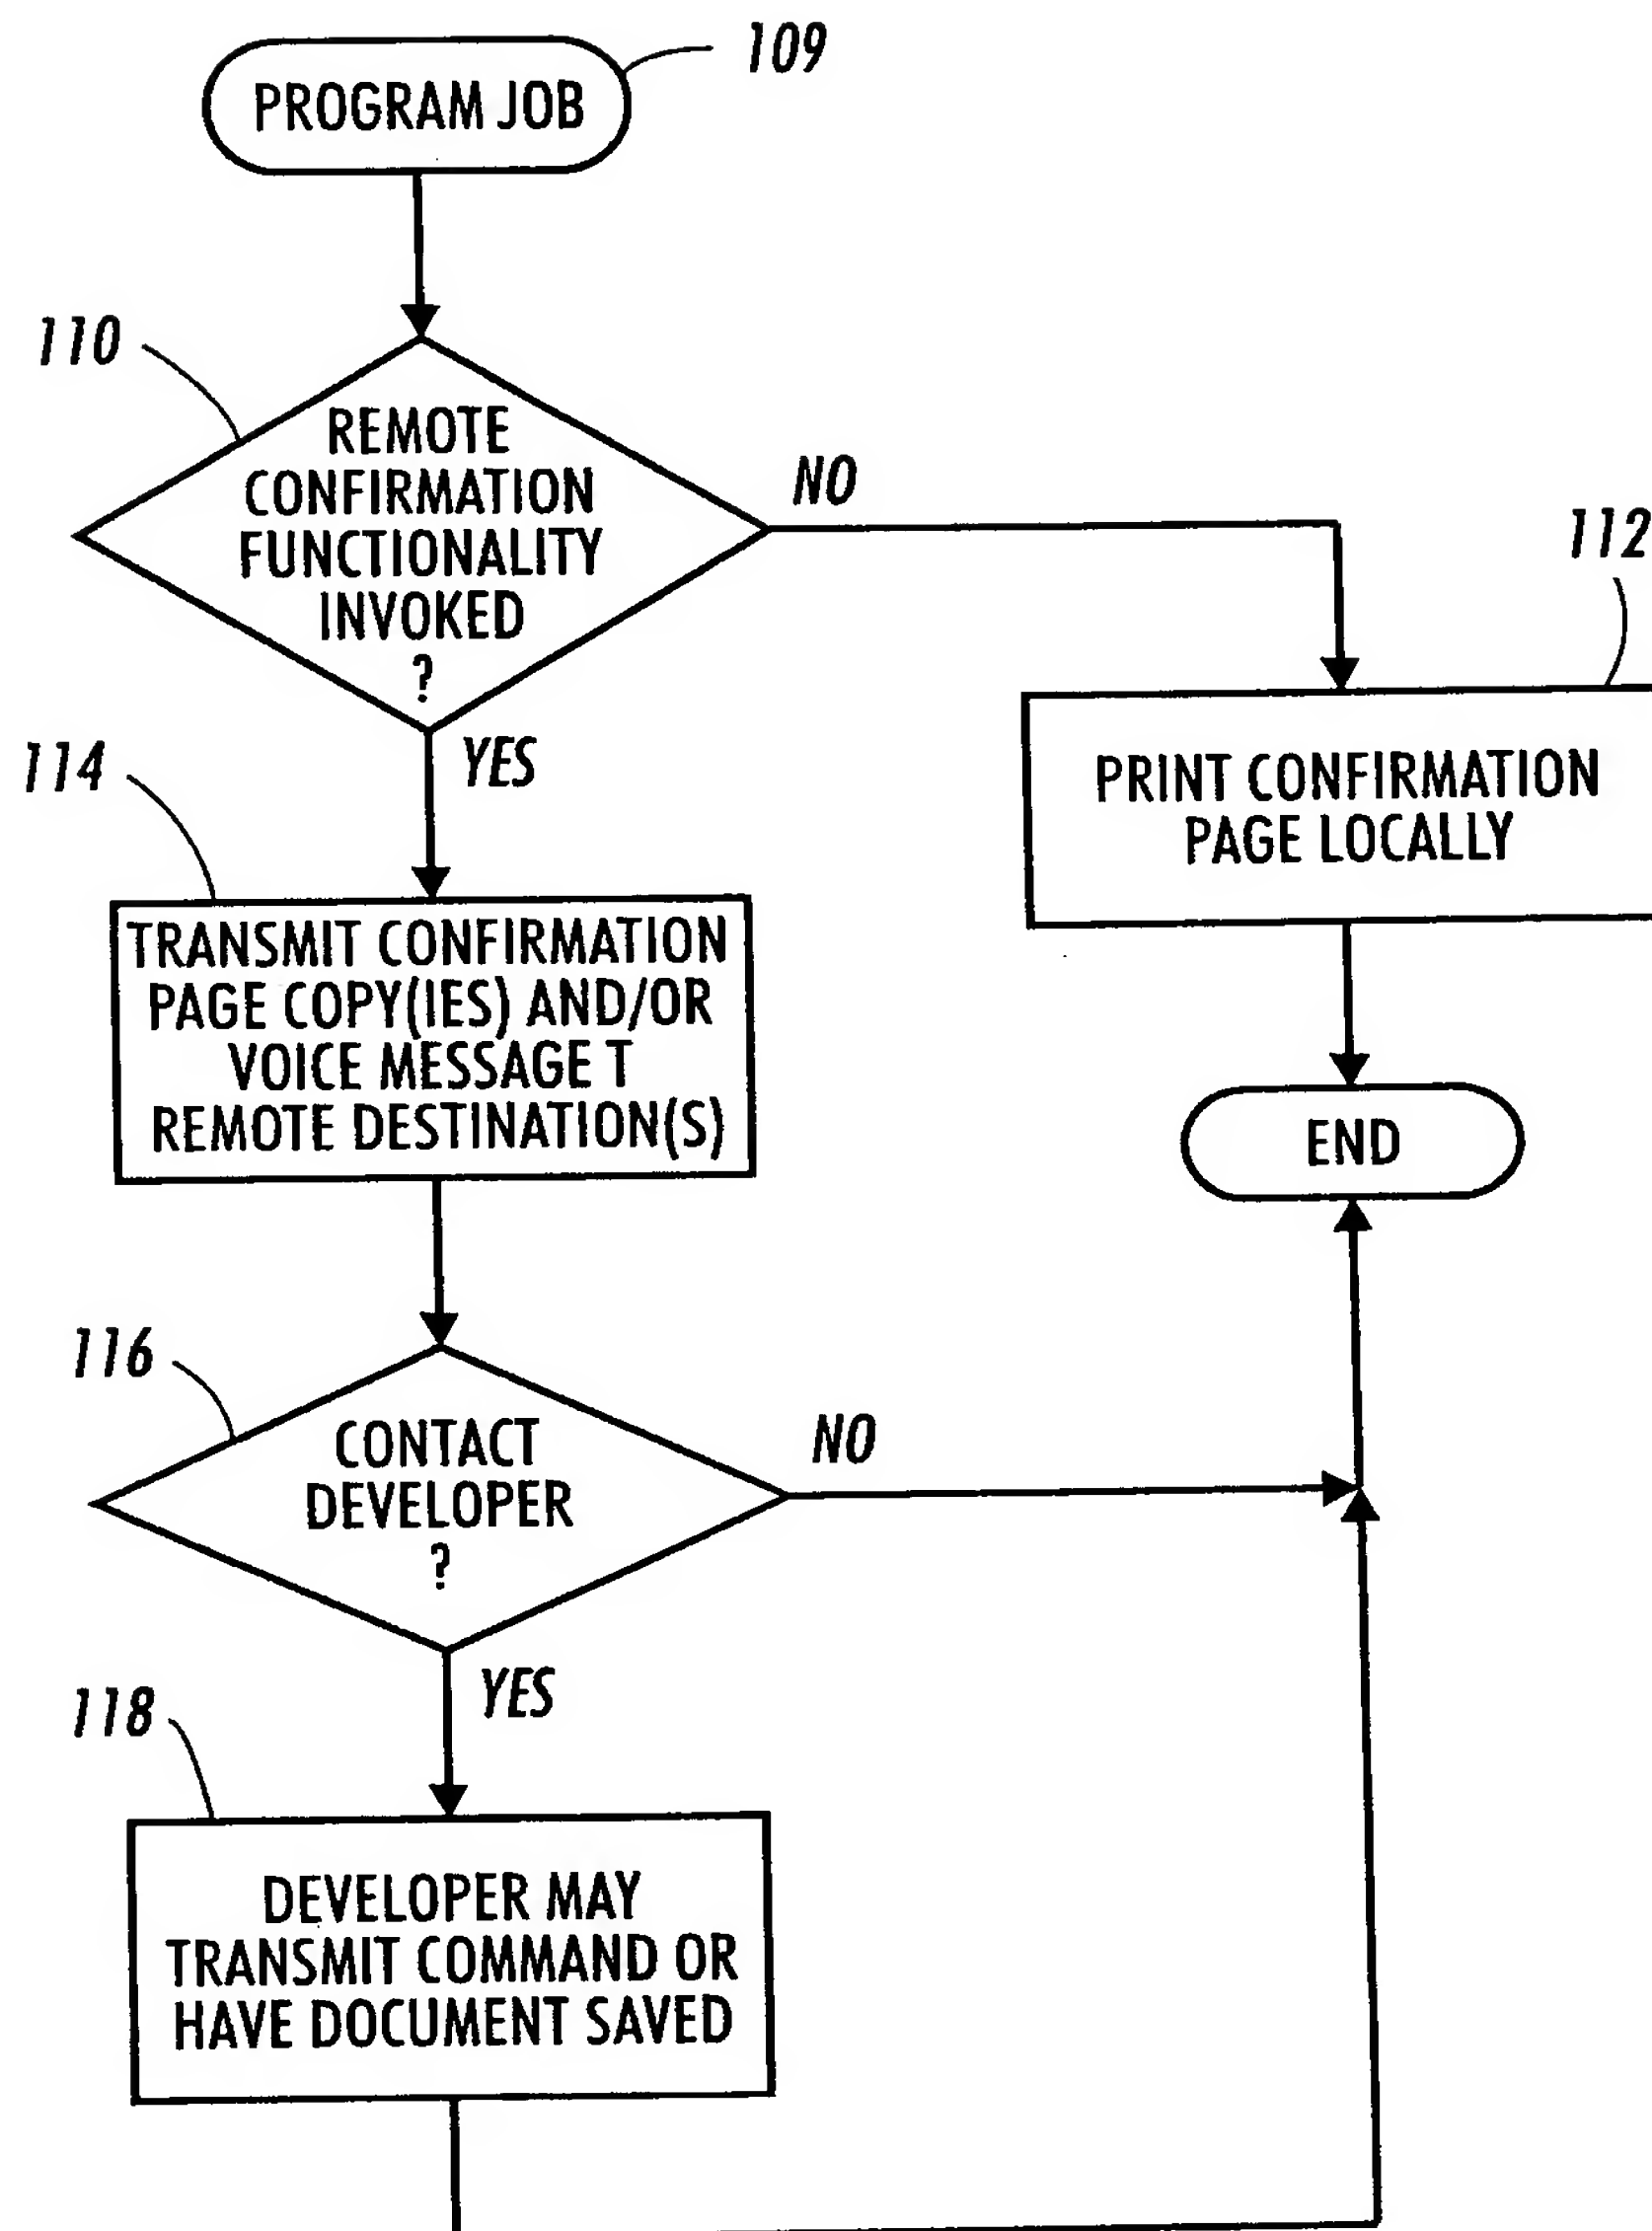 109
PROGRAM JOB
110
REMOTE
CONFIRMATION
FUNCTIONALITY
INVOKED
?
NO
112
YES
PRINT CONFIRMATION
PAGE LOCALLY
114
TRANSMIT CONFIRMATION
PAGE COPY(IES) AND/OR
VOICE MESSAGE T
REMOTE DESTINATION(S)
END
116
CONTACT
DEVELOPER
?
NO
YES
118
DEVELOPER MAY
TRANSMIT COMMAND OR
HAVE DOCUMENT SAVED